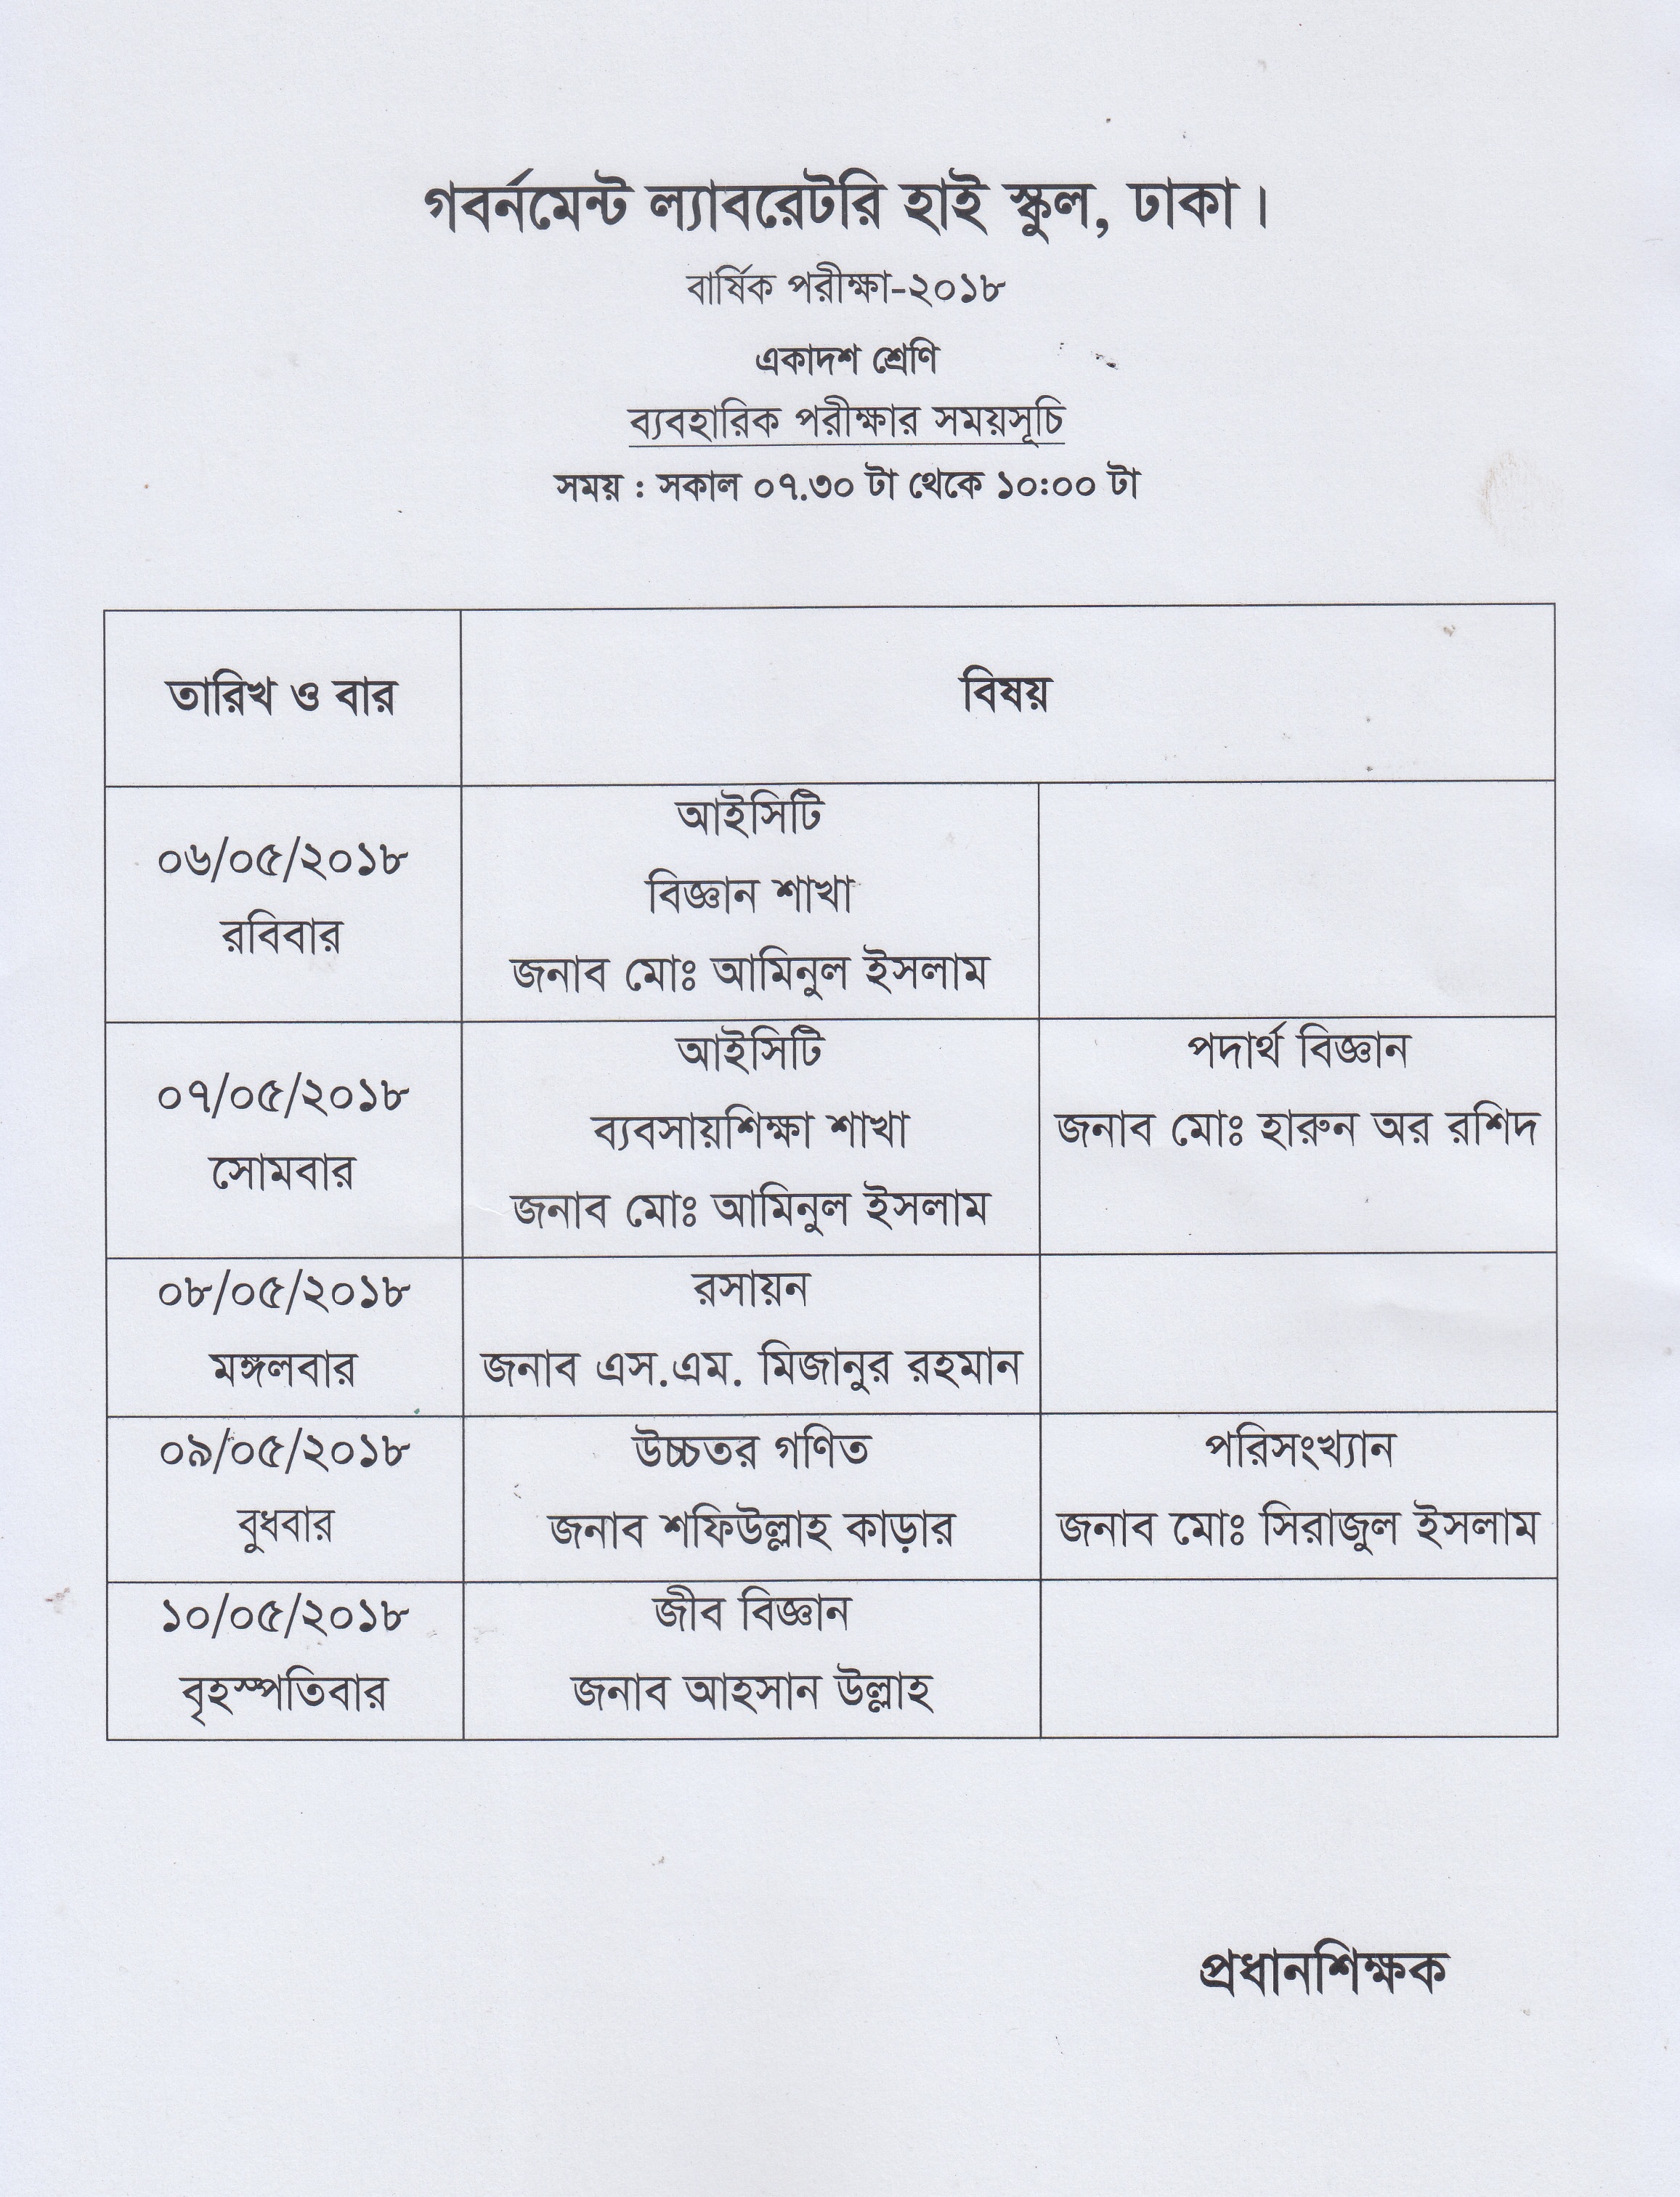 গবর্নমেন্ট ল্যাবরেটরি হাই স্কুল, ঢাকা।
বার্ষিক পরীক্ষা-২০১৮
একাদশ শ্রেণি
ব্যবহারিক পরীক্ষার সময়সূচি
সময় : সকাল ০৭.৩০ টা থেকে ১০:০০ টা
তারিখ ও বার
বিষয়
০৬/০৫/২০১৮
রবিবার
আইসিটি
বিজ্ঞান শাখা
জনাব মোঃ আমিনুল ইসলাম
০৭/০৫/২০১৮
সোমবার
আইসিটি
ব্যবসায়শিক্ষা শাখা
জনাব মোঃ আমিনুল ইসলাম
পদার্থ বিজ্ঞান
জনাব মোঃ হারুন অর রশিদ
০৮/০৫/২০১৮
মঙ্গলবার
রসায়ন
জনাব এস.এম. মিজানুর রহমান
০৯/০৫/২০১৮
বুধবার
উচ্চতর গণিত
জনাব শফিউল্লাহ কাড়ার
পরিসংখ্যান
জনাব মোঃ সিরাজুল ইসলাম
১০/০৫/২০১৮
বৃহস্পতিবার
জীব বিজ্ঞান
জনাব আহসান উল্লাহ
প্রধানশিক্ষক